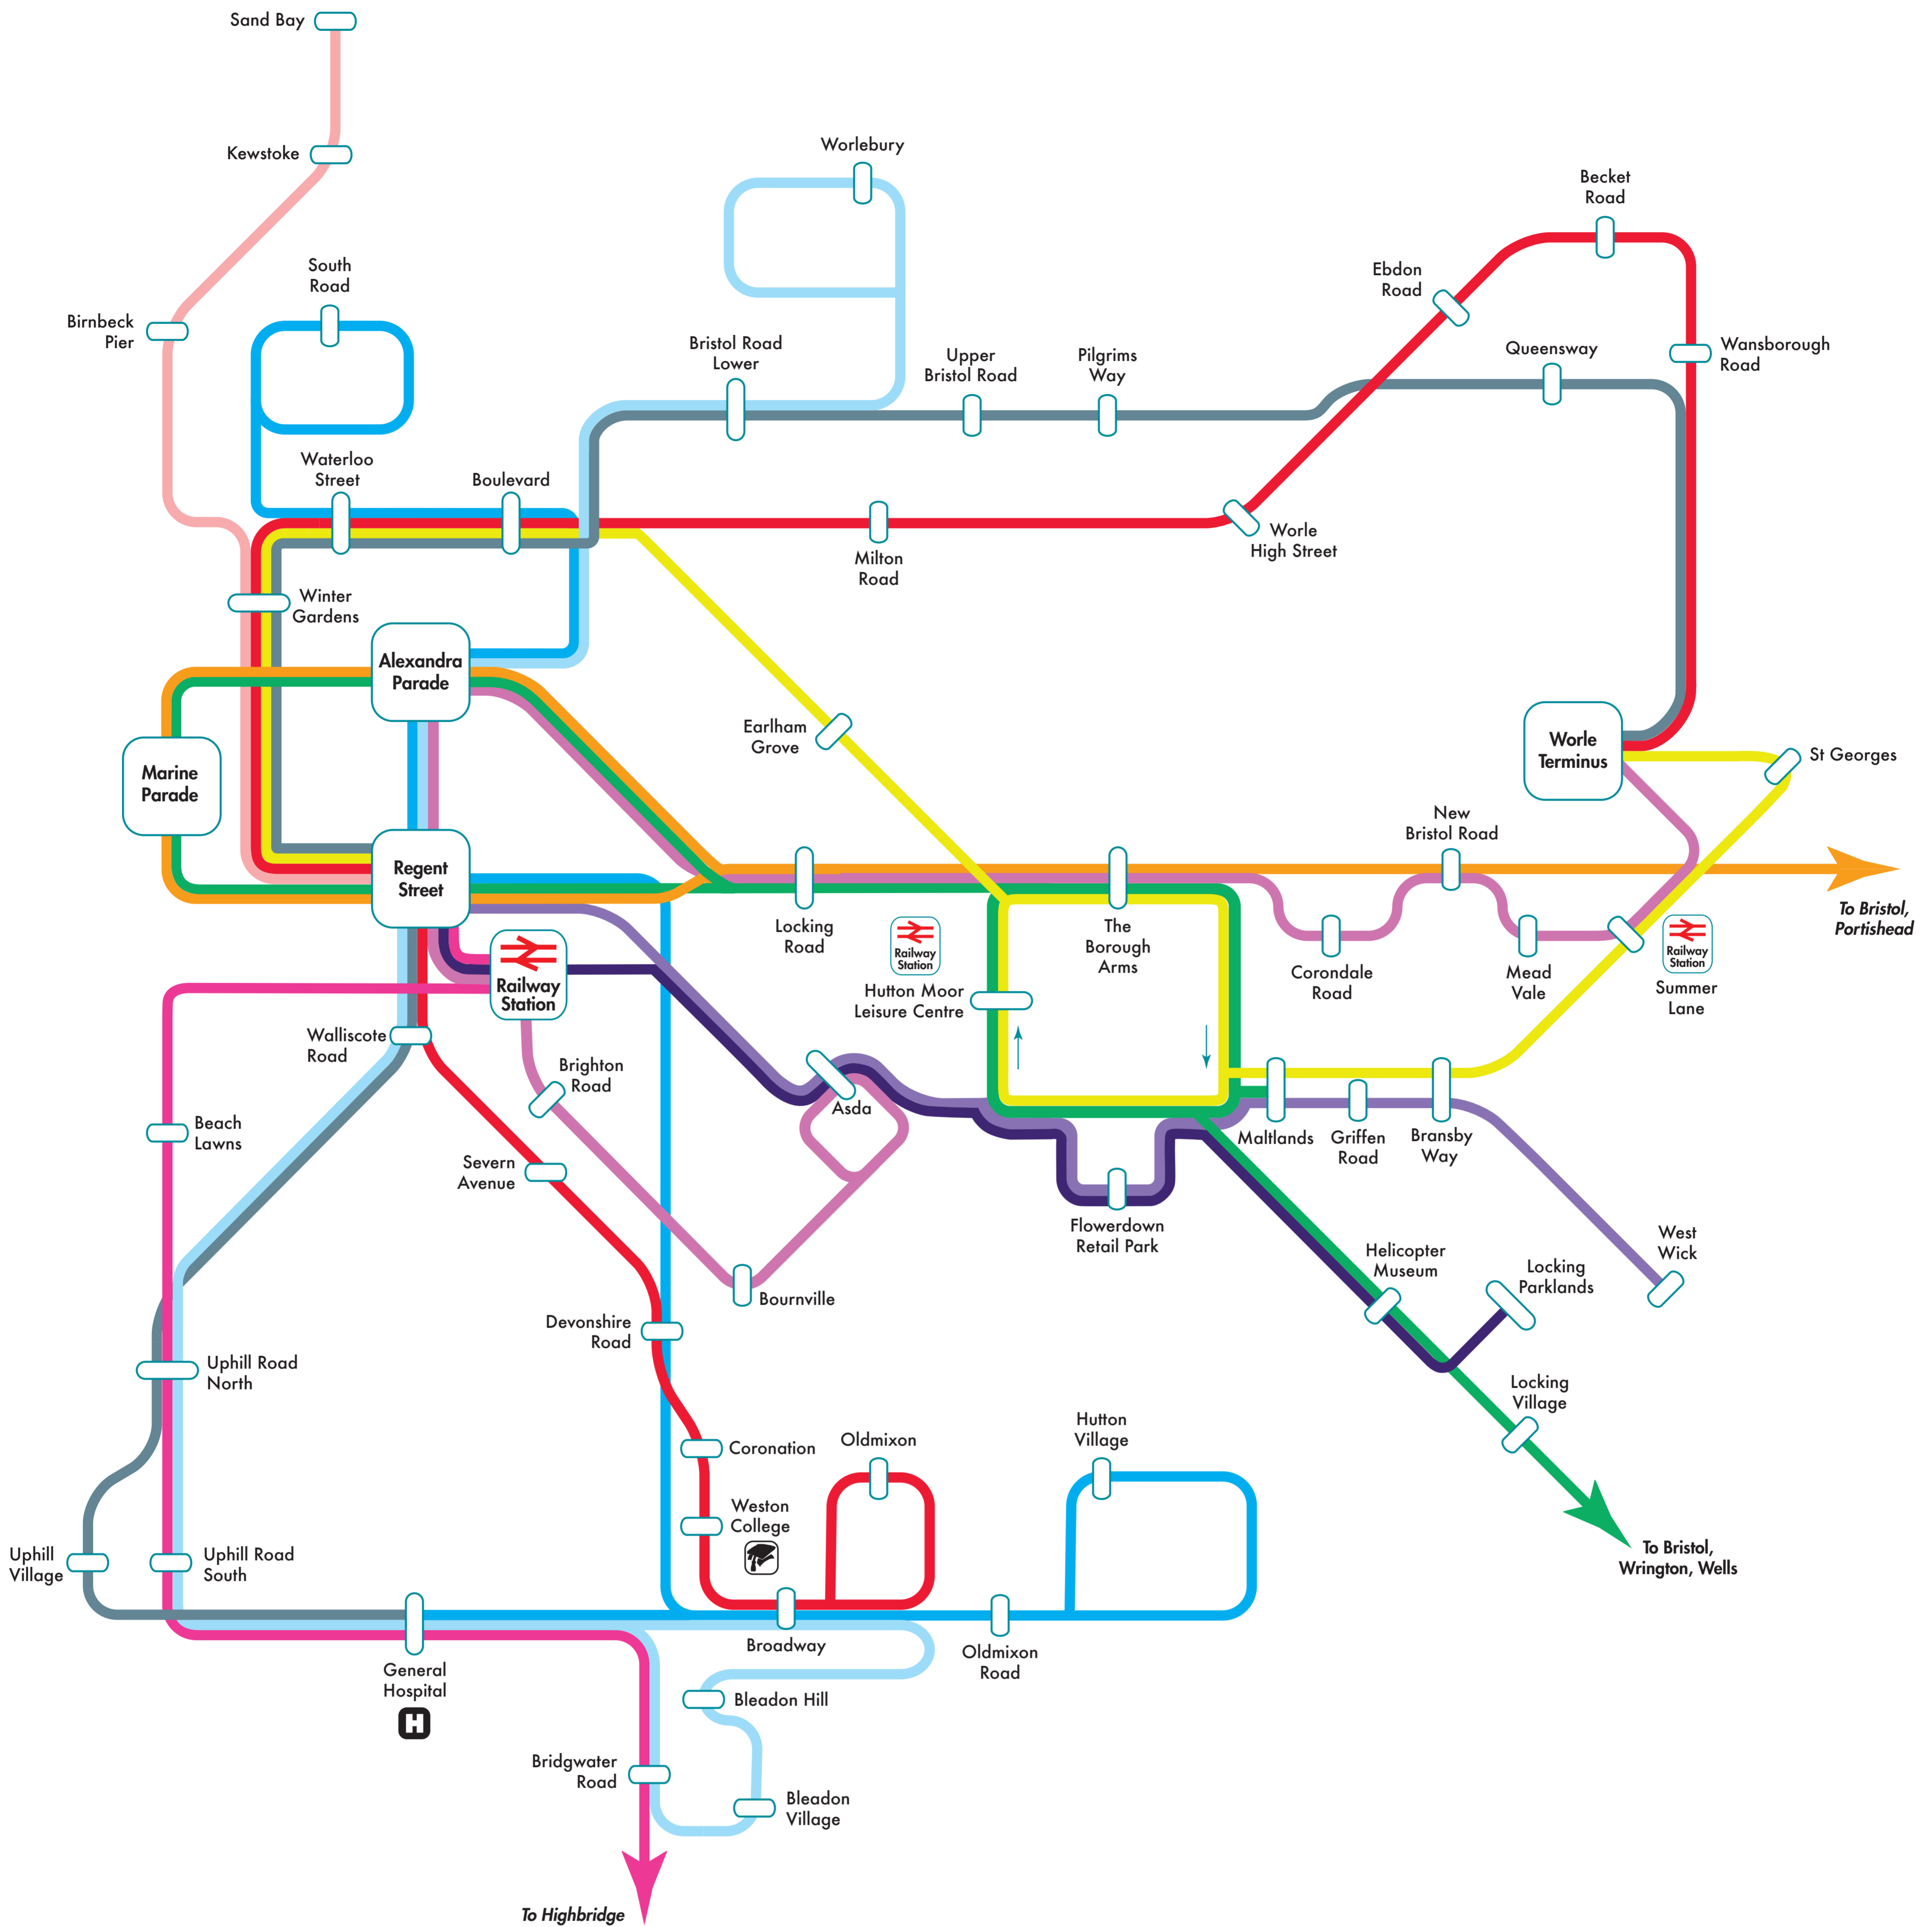 Sand Bay
Kewstoke
Worlebury
Becket
Road
South
Road
Ebdon
Road
Birnbeck
Pier
Bristol Road
Lower
Upper
Bristol Road
Pilgrims
Way
Queensway
Wansborough
Road
Waterloo
Street
Boulevard
Milton
Road
Worle
High Street
Winter
Gardens
Alexandra
Parade
Earlham
Grove
Worle
Terminus
St Georges
Marine
Parade
New
Bristol Road
Regent
Street
Locking
Road
The
Borough
Arms
To Bristol,
Portishead
Railway
Station
Railway
Station
Railway
Station
Corondale
Road
Mead
Vale
Summer
Lane
Hutton Moor
Leisure Centre
Walliscote
Road
Brighton
Road
Asda
Beach
Lawns
Maltlands
Griffen
Road
Bransby
Way
Severn
Avenue
Flowerdown
Retail Park
West
Wick
Helicopter
Museum
Locking
Parklands
Bournville
Devonshire
Road
Uphill Road
North
Locking
Village
Coronation
Oldmixon
Hutton
Village
Weston
College
Uphill
Village
Uphill Road
South
To Bristol,
Wrington, Wells
Broadway
Oldmixon
Road
General
Hospital
H
Bleadon Hill
Bridgwater
Road
Bleadon
Village
To Highbridge